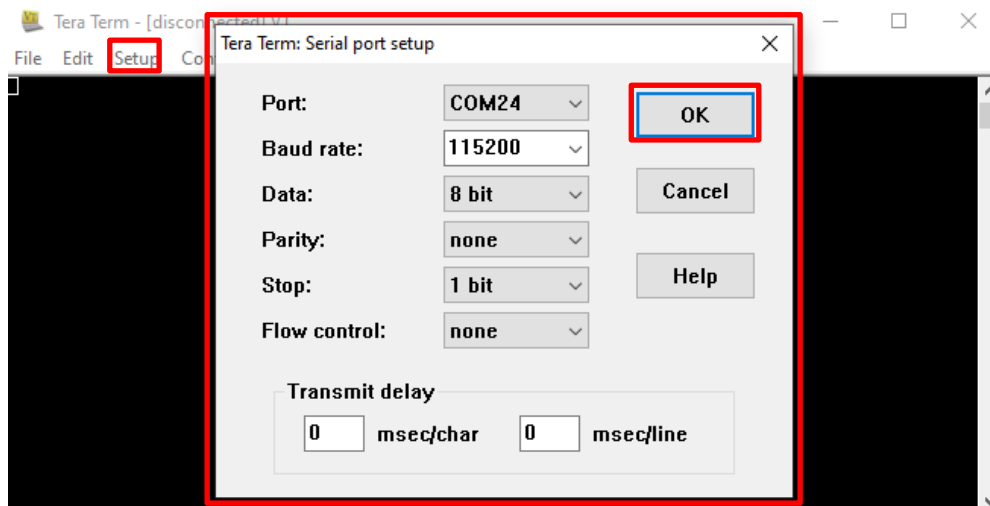 Tera Term - [disconnected] VT
File Edit Setup Con
Tera Term: Serial port setup
Port: COM24
OK
Baud rate: 115200
Data: 8 bit
Cancel
Parity: none
Stop: 1 bit
Help
Flow control: none
Transmit delay
0 msec/char 0 msec/line